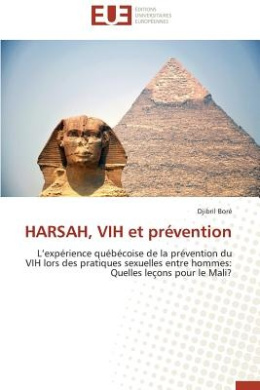 EUE
EDITIONS
UNIVERSITAIRES
EUROPÉENNES
Djibril Boré
HARSAH, VIH et prévention
L'expérience québécoise de la prévention du
VIH lors des pratiques sexuelles entre hommes:
Quelles leçons pour le Mali?